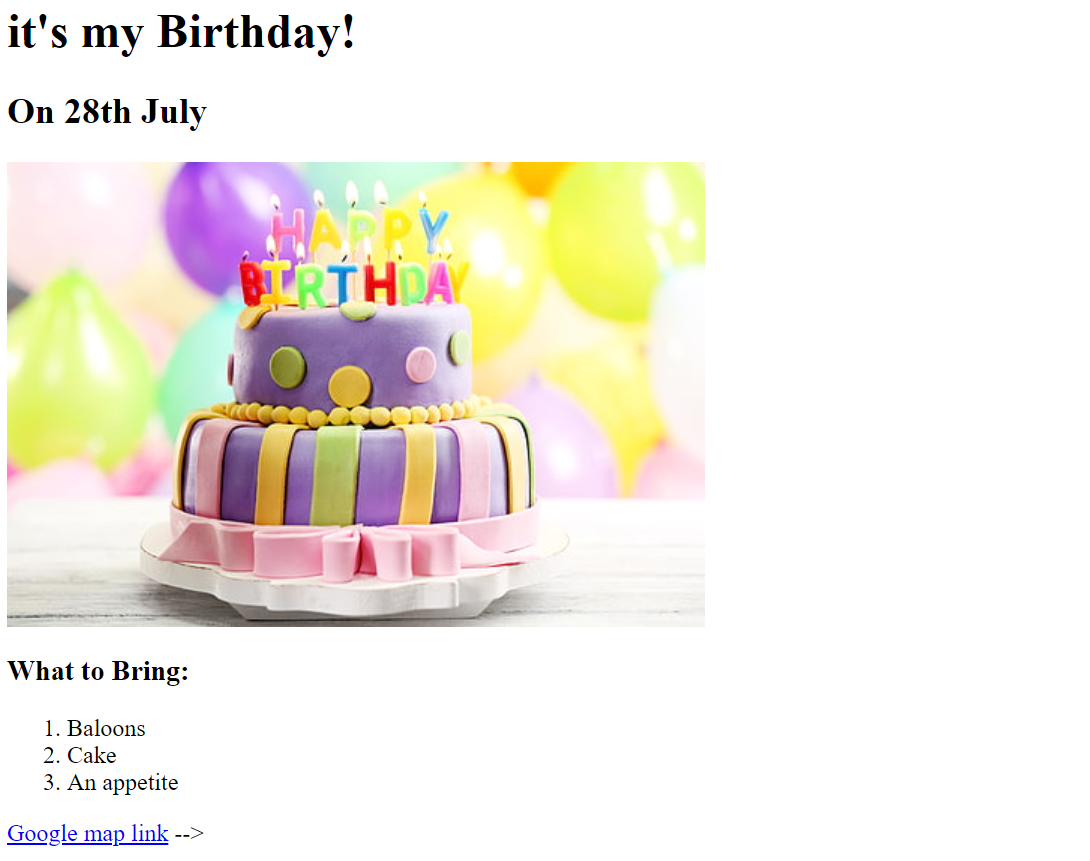 it's my Birthday!
On 28th July
HAPPY
BIRTHDAY
What to Bring:
1. Baloons
2. Cake
3. An appetite
Google map link -->